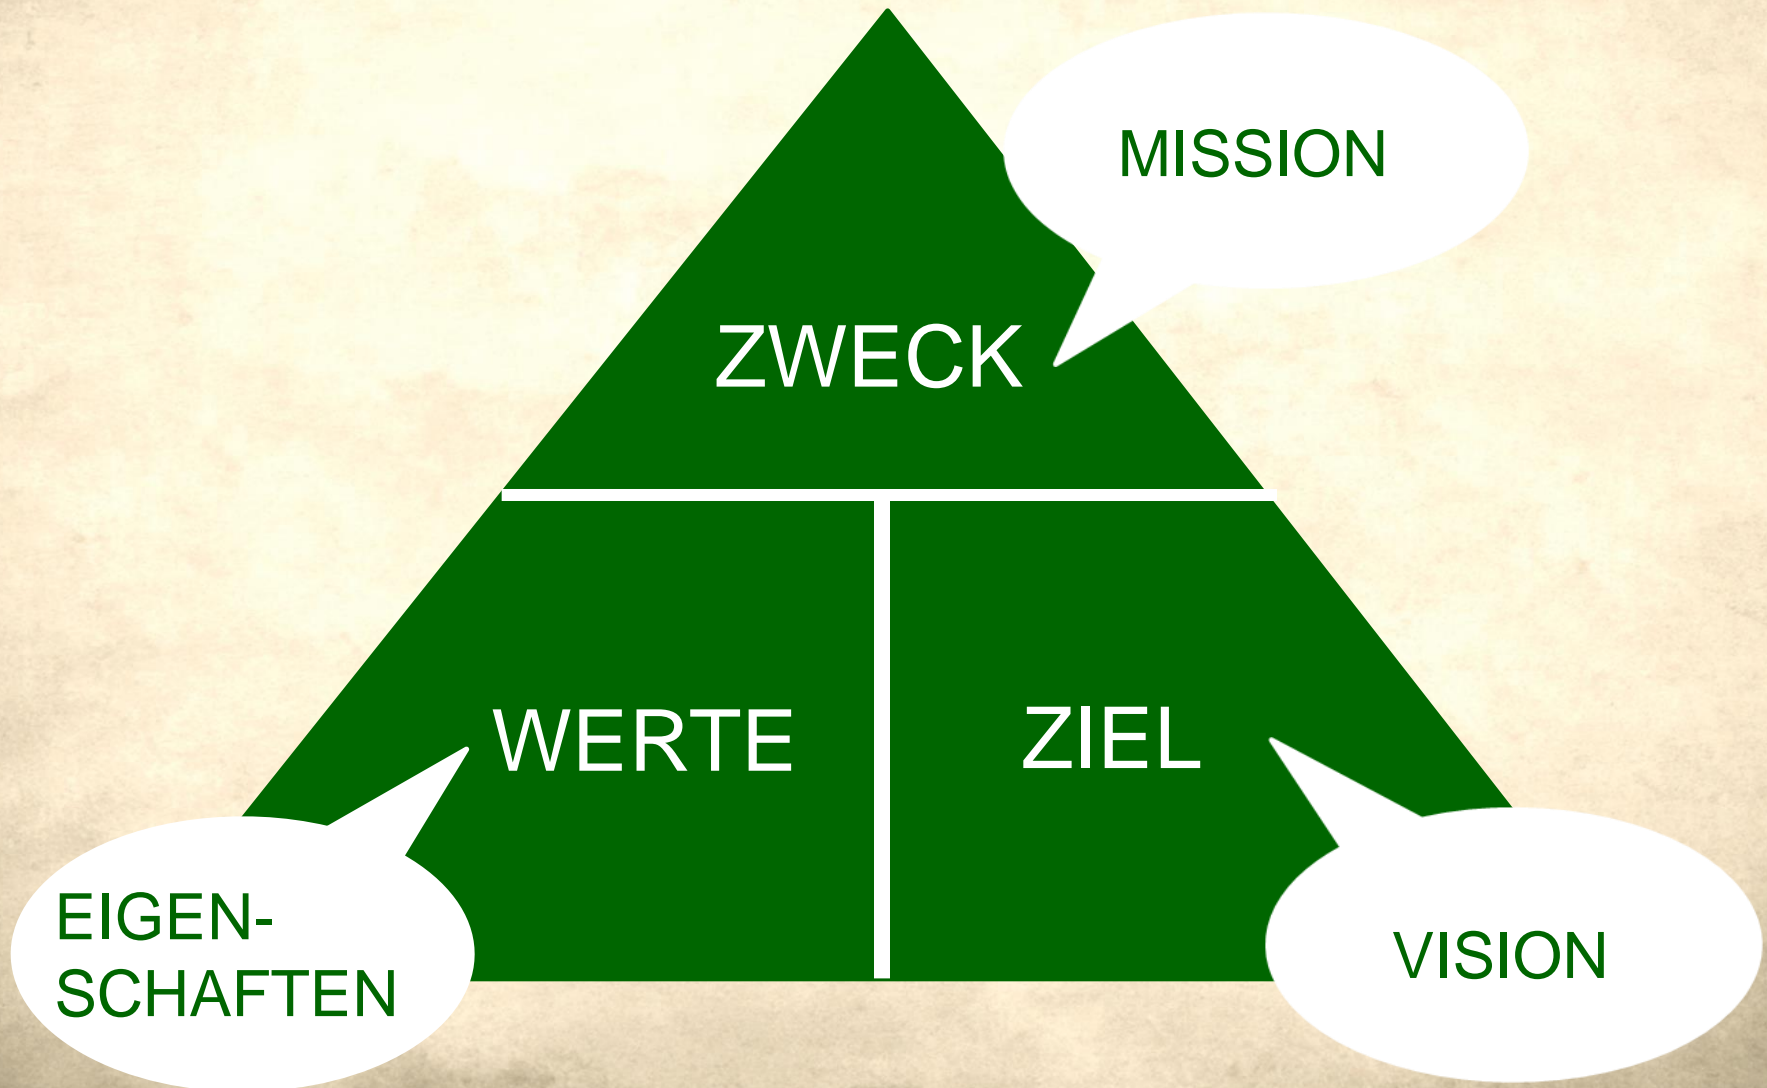 MISSION
ZWECK
WERTE
ZIEL
EIGEN-
SCHAFTEN
VISION